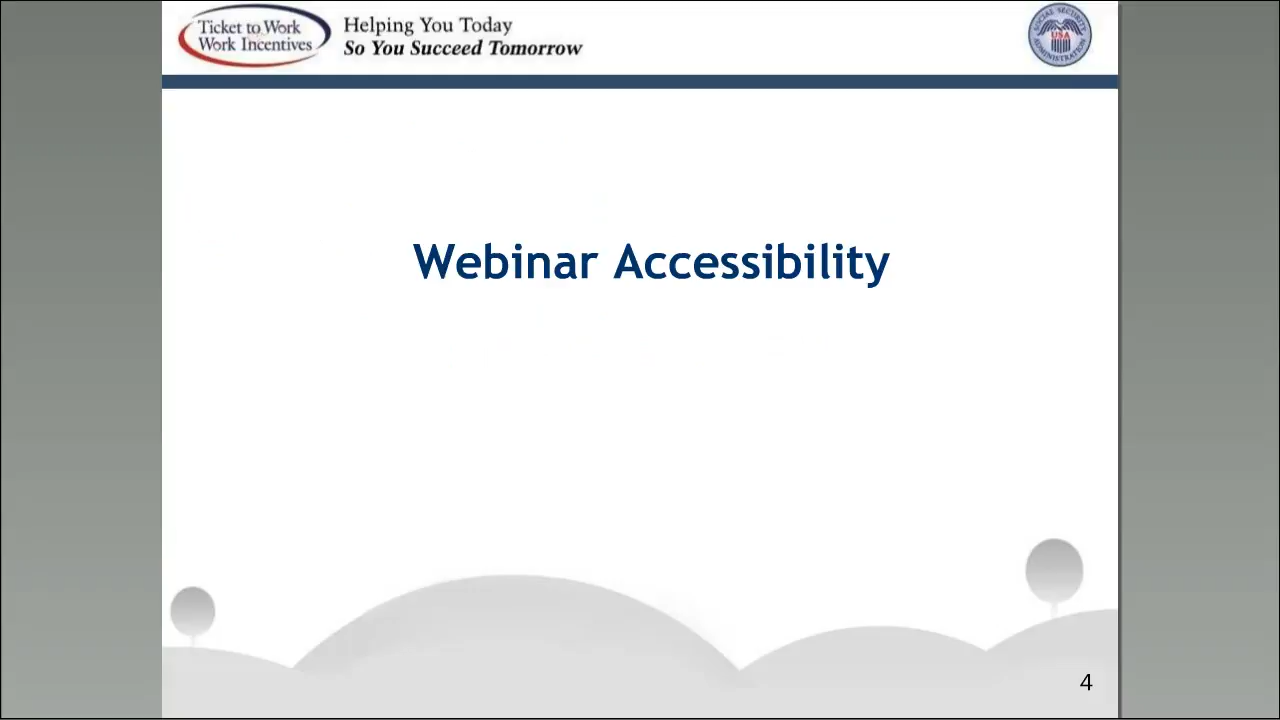 Ticket to Work
Work Incentives
Helping You Today
So You Succeed Tomorrow
SOCIAL SECURITY
USA
ADMINISTRATION
Webinar Accessibility
4